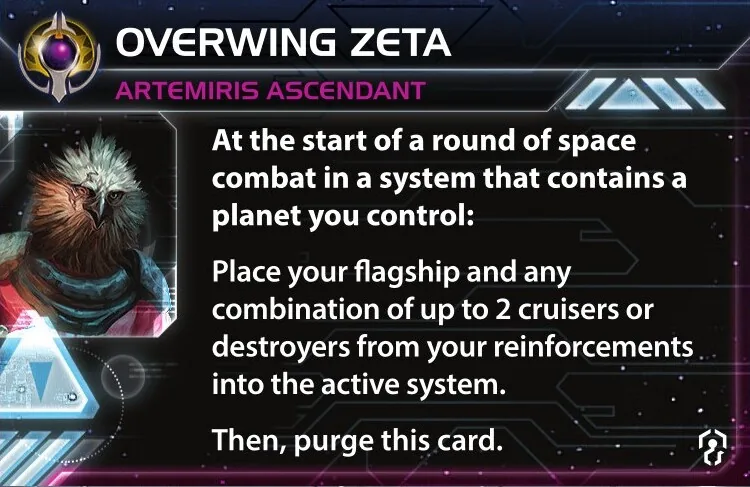 OVERWING ZETA
ARTEMIRIS ASCENDANT
At the start of a round of space
combat in a system that contains a
planet you control:
Place your flagship and any
combination of up to 2 cruisers or
destroyers from your reinforcements
into the active system.
Then, purge this card.